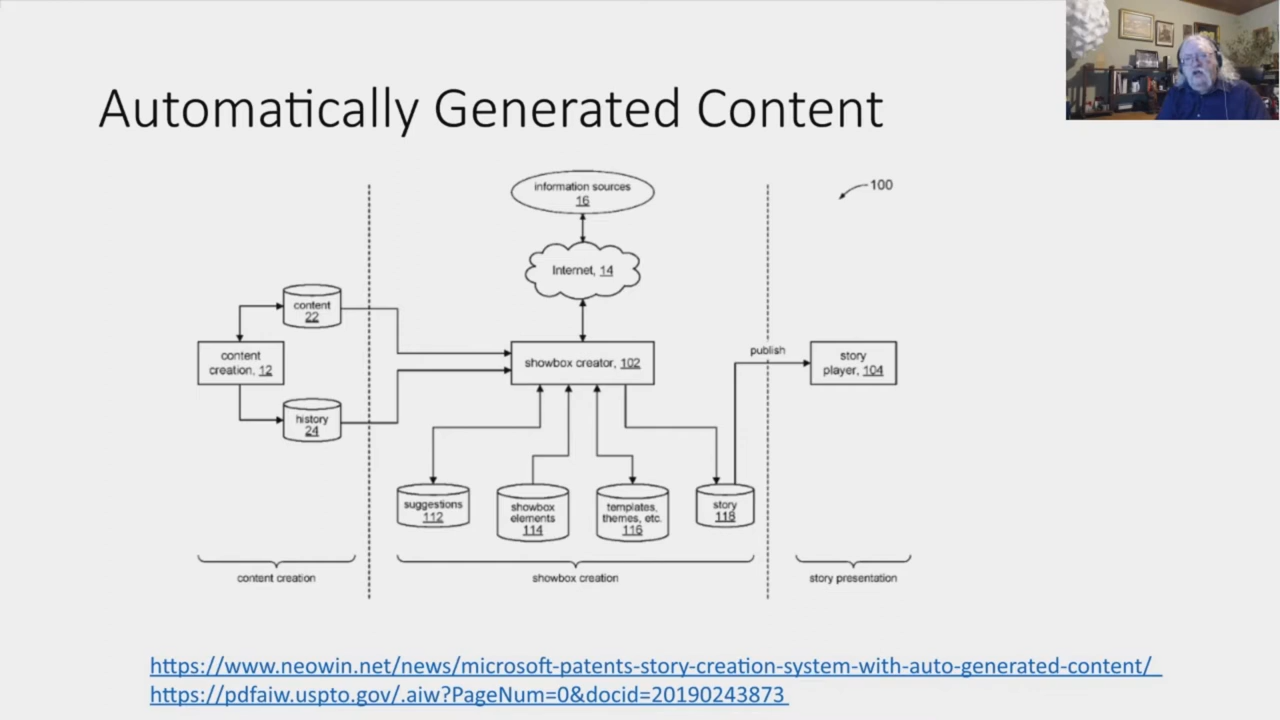 Automatically Generated Content
information sources
16
100
Internet, 14
content
22
content
creation, 12
showbox creator, 102
publish
story
player, 104
history
24
suggestions
112
showbox
elements
114
templates,
themes, etc.
116
story
118
content creation
showbox creation
story presentation
https://www.neowin.net/news/microsoft-patents-story-creation-system-with-auto-generated-content/
https://pdfaiw.uspto.gov/.aiw?PageNum=0&docid=20190243873